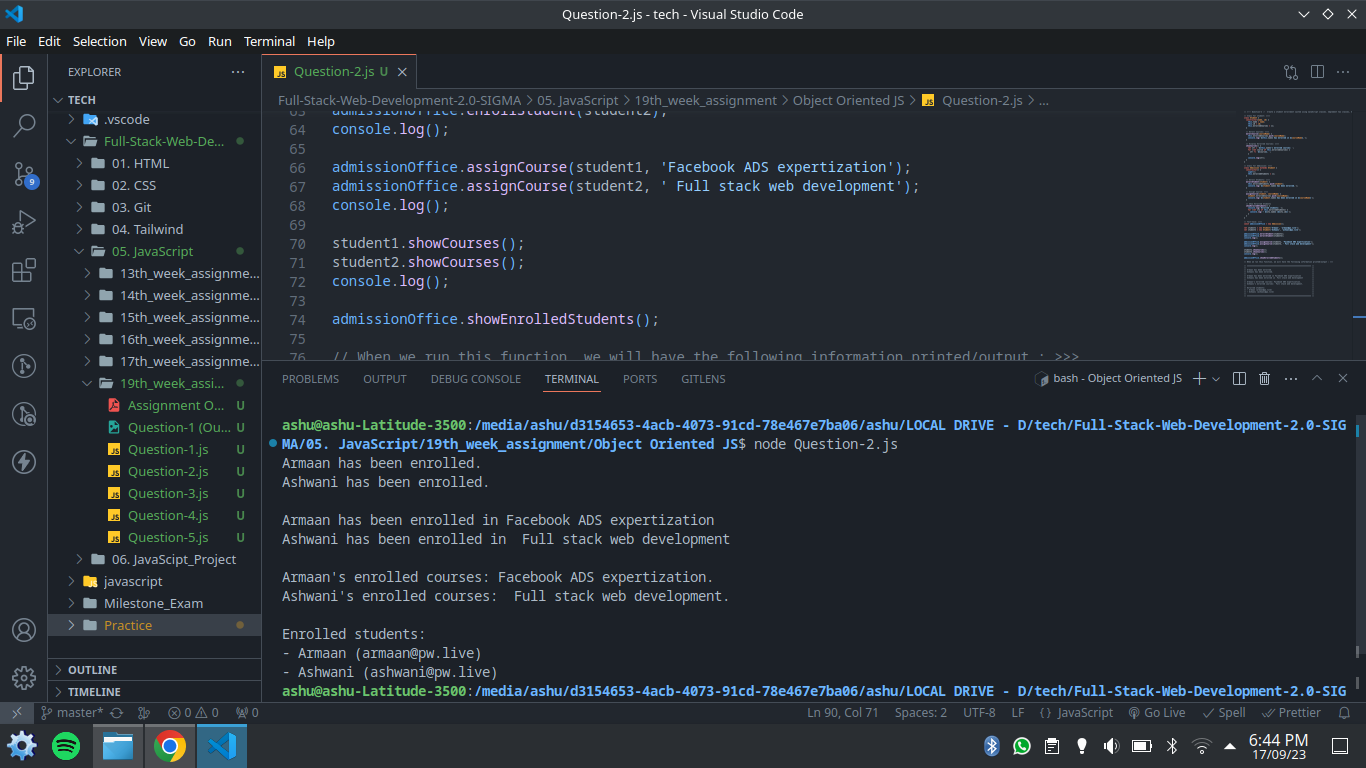 Question-2.js - tech - Visual Studio Code
File Edit Selection View Go Run Terminal Help
EXPLORER
TECH
.vscode
Full-Stack-Web-De...
01. HTML
02. CSS
03. Git
04. Tailwind
05. JavaScript
13th_week_assignme...
14th_week_assignme...
15th_week_assignme...
16th_week_assignme...
17th_week_assignme...
19th_week_assi...
Assignment O... U
Question-1 (Ou... U
Question-1.js U
Question-2.js U
Question-3.js U
Question-4.js U
Question-5.js U
06. JavaScipt_Project
javascript
Milestone_Exam
Practice
OUTLINE
TIMELINE
9
JS Question-2.js U
Full-Stack-Web-Development-2.0-SIGMA > 05. JavaScript > 19th_week_assignment > Object Oriented JS > JS Question-2.js > ...
63 admissionOffice.enrollStudent(student2);
64 console.log();
65
66 admissionOffice.assignCourse(student1, 'Facebook ADS expertization');
67 admissionOffice.assignCourse(student2, ' Full stack web development');
68 console.log();
69
70 student1.showCourses();
71 student2.showCourses();
72 console.log();
73
74 admissionOffice.showEnrolledStudents();
75
76 // When we run this function, we will have the following information printed/output : >>>
PROBLEMS OUTPUT DEBUG CONSOLE TERMINAL PORTS GITLENS
bash - Object Oriented JS
ashu@ashu-Latitude-3500:/media/ashu/d3154653-4acb-4073-91cd-78e467e7ba06/ashu/LOCAL DRIVE - D/tech/Full-Stack-Web-Development-2.0-SIG
MA/05. JavaScript/19th_week_assignment/Object Oriented JS$ node Question-2.js
Armaan has been enrolled.
Ashwani has been enrolled.
Armaan has been enrolled in Facebook ADS expertization
Ashwani has been enrolled in  Full stack web development
Armaan's enrolled courses: Facebook ADS expertization.
Ashwani's enrolled courses:  Full stack web development.
Enrolled students:
- Armaan (armaan@pw.live)
- Ashwani (ashwani@pw.live)
ashu@ashu-Latitude-3500:/media/ashu/d3154653-4acb-4073-91cd-78e467e7ba06/ashu/LOCAL DRIVE - D/tech/Full-Stack-Web-Development-2.0-SIG
master* 0 0 0 Ln 90, Col 71 Spaces: 2 UTF-8 LF {} JavaScript Go Live Spell Prettier
6:44 PM
17/09/23